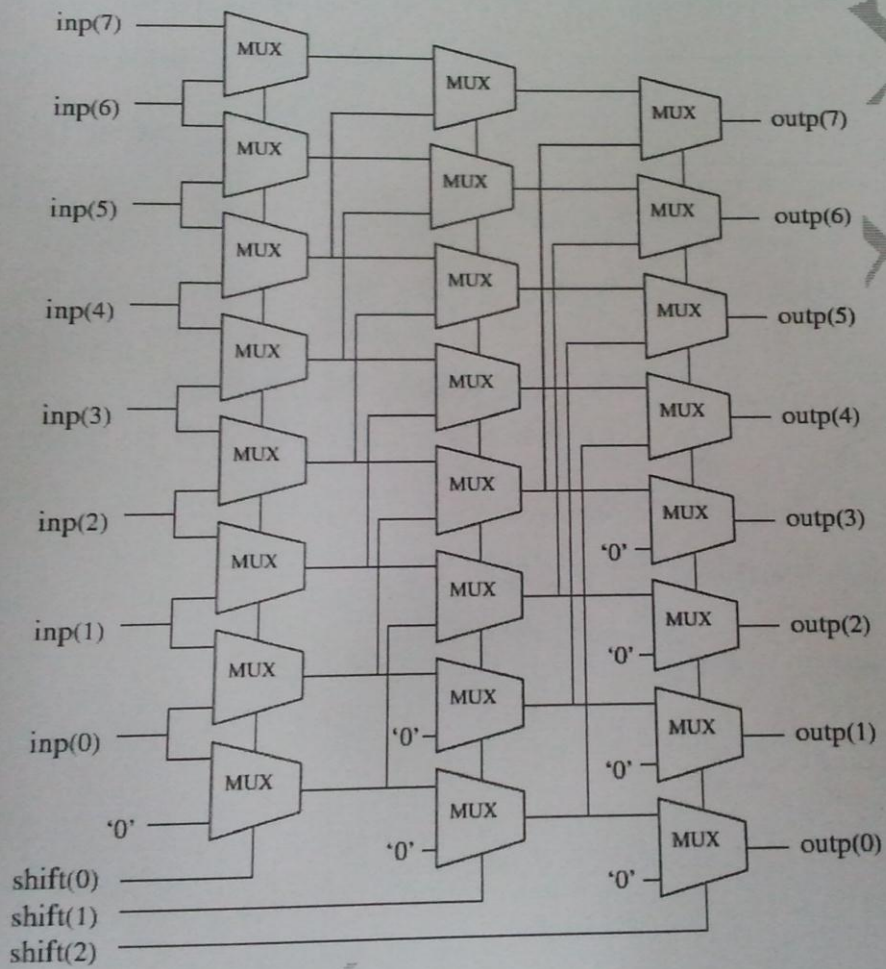 inp(7)
MUX
MUX
inp(6)
MUX
outp(7)
MUX
MUX
inp(5)
MUX
outp(6)
MUX
MUX
inp(4)
MUX
outp(5)
MUX
MUX
inp(3)
MUX
outp(4)
MUX
MUX
inp(2)
MUX
outp(3)
MUX
'0'
MUX
inp(1)
MUX
outp(2)
MUX
'0'
MUX
inp(0)
MUX
outp(1)
'0'
MUX
'0'
MUX
'0'
MUX
outp(0)
'0'
MUX
'0'
shift(0)
shift(1)
shift(2)